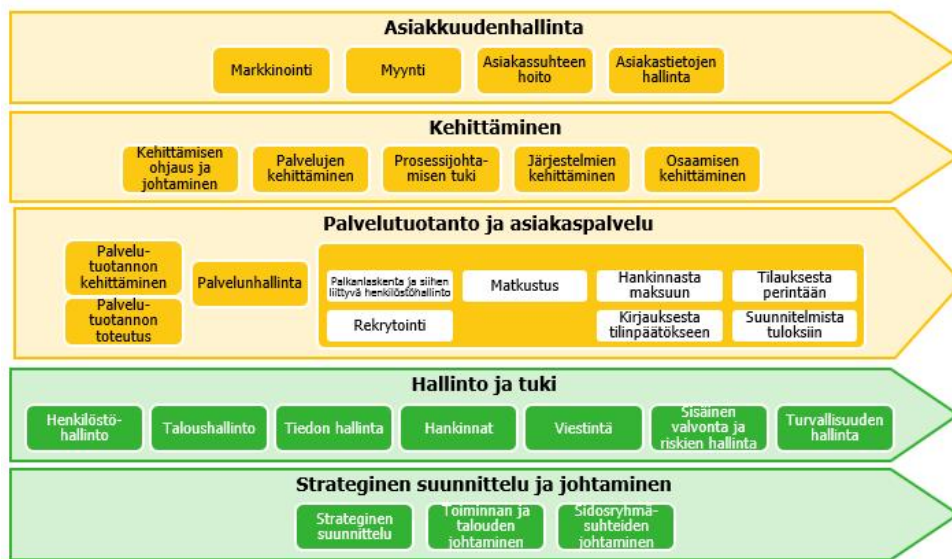 Asiakkuudenhallinta
Markkinointi
Myynti
Asiakassuhteen
hoito
Asiakastietojen
hallinta
Kehittäminen
Kehittämisen
ohjaus ja
johtaminen
Palvelujen
kehittäminen
Prosessijohta-
misen tuki
Järjestelmien
kehittäminen
Osaamisen
kehittäminen
Palvelutuotanto ja asiakaspalvelu
Palvelu-
tuotannon
kehittäminen
Palvelu-
tuotannon
toteutus
Palvelunhallinta
Palkanlaskenta ja siihen
liittyvä henkilöstöhallinto
Matkustus
Hankinnasta
maksuun
Tilauksesta
perintään
Rekrytointi
Kirjauksesta
tilinpäätökseen
Suunnitelmista
tuloksiin
Hallinto ja tuki
Henkilöstö-
hallinto
Taloushallinto
Tiedon hallinta
Hankinnat
Viestintä
Sisäinen
valvonta ja
riskien hallinta
Turvallisuuden
hallinta
Strateginen suunnittelu ja johtaminen
Strateginen
suunnittelu
Toiminnan ja
talouden
johtaminen
Sidosryhmä-
suhteiden
johtaminen